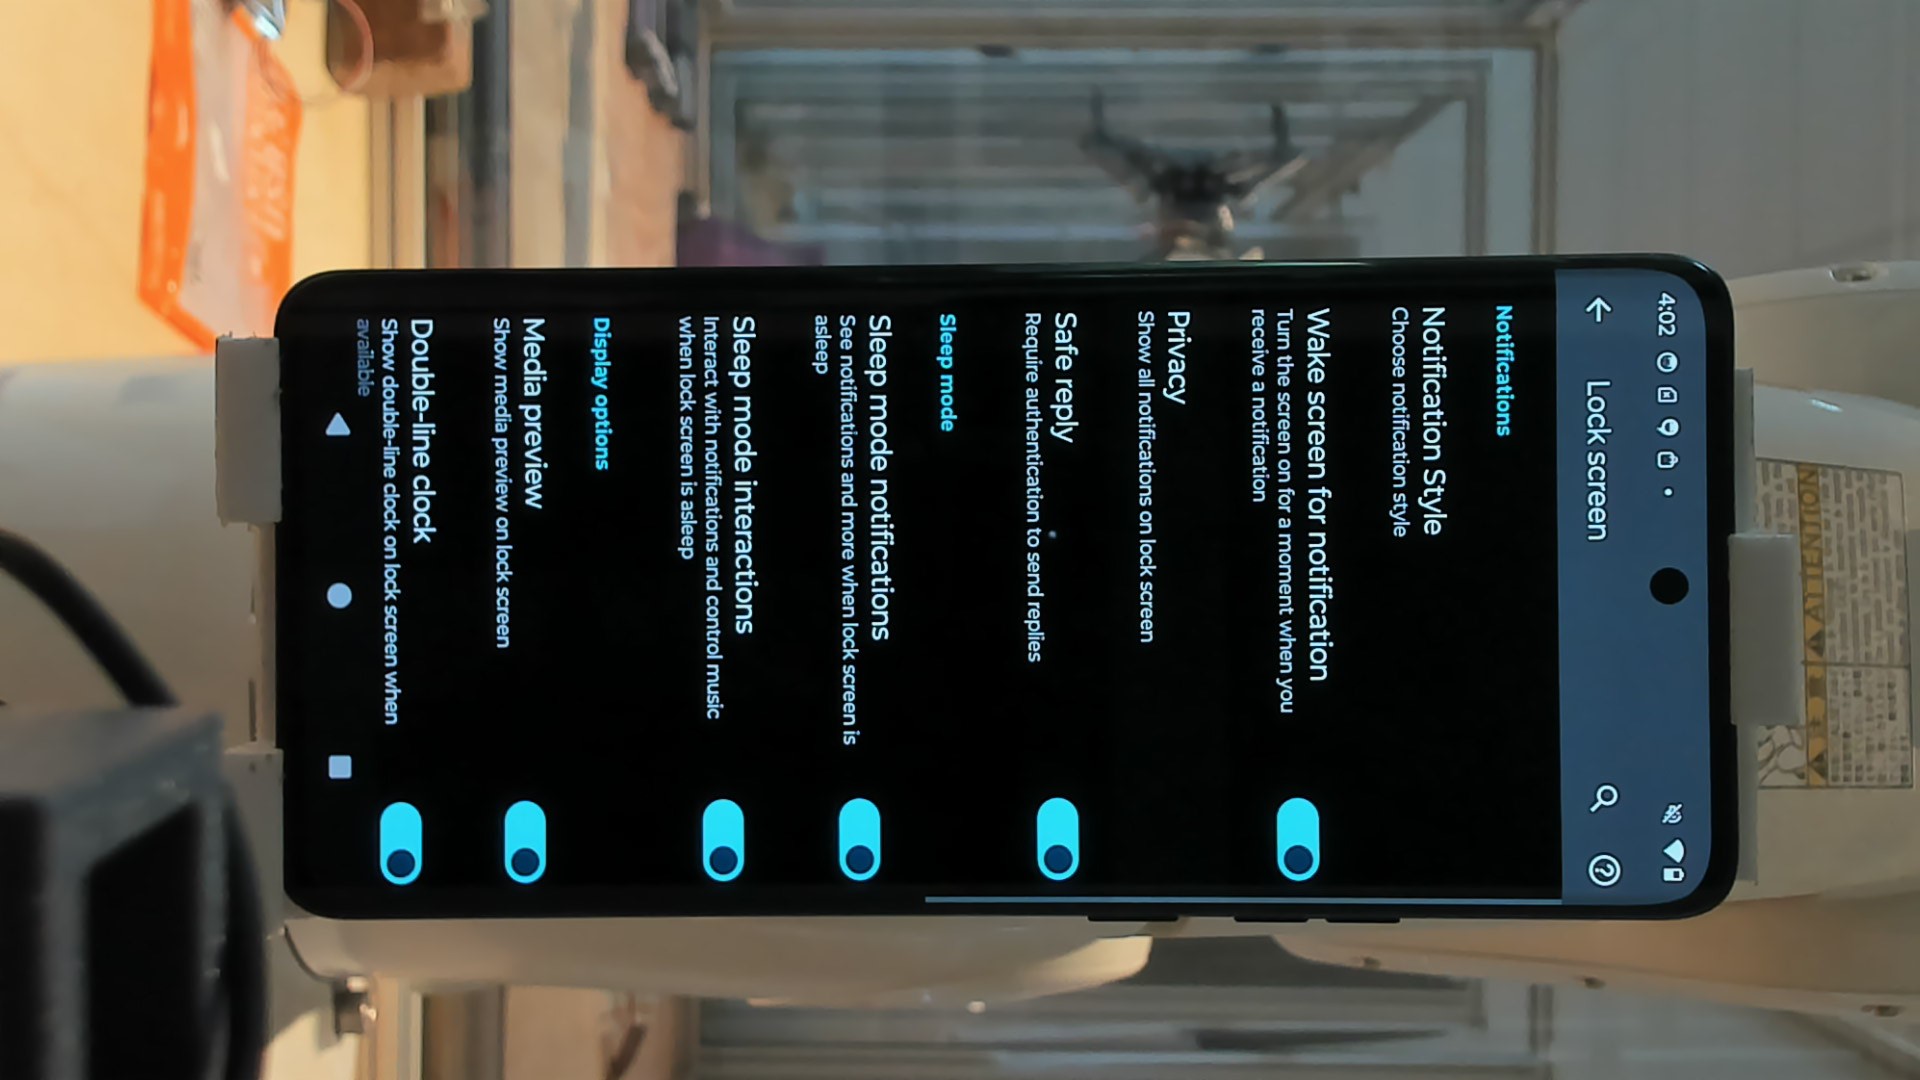 4:02
Lock screen
Notifications
Notification Style
Choose notification style
Wake screen for notification
Turn the screen on for a moment when you
receive a notification
Privacy
Show all notifications on lock screen
Safe reply
Require authentication to send replies
Sleep mode
Sleep mode notifications
See notifications and more when lock screen is
asleep
Sleep mode interactions
Interact with notifications and control music
when lock screen is asleep
Display options
Media preview
Show media preview on lock screen
Double-line clock
Show double-line clock on lock screen when
available
ATTENTION